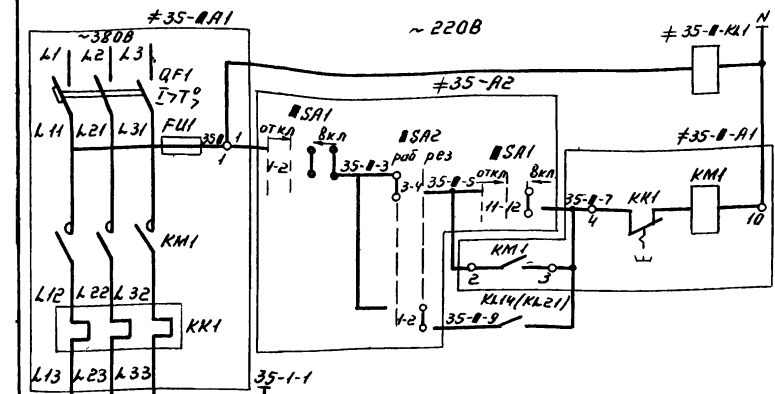 ≠35-▮A1
~380В
~220В
N
L1 L2 L3
≠35-▮-KL1
QF1
I>T°>
≠35-A2
L11 L21 L31
FU1
35▮-1
1
▮SA1
откл вкл
1-2
35-▮-3
▮SA2
раб рез
3-4
35-▮-5
▮SA1
откл вкл
11-12
≠35-▮-A1
35-▮-7
4
KK1
KM1
10
KM1
KM1
2 3
L12 L22 L32
KK1
1-2
35-▮-9
KL14(KL21)
L13 L23 L33
35-1-1